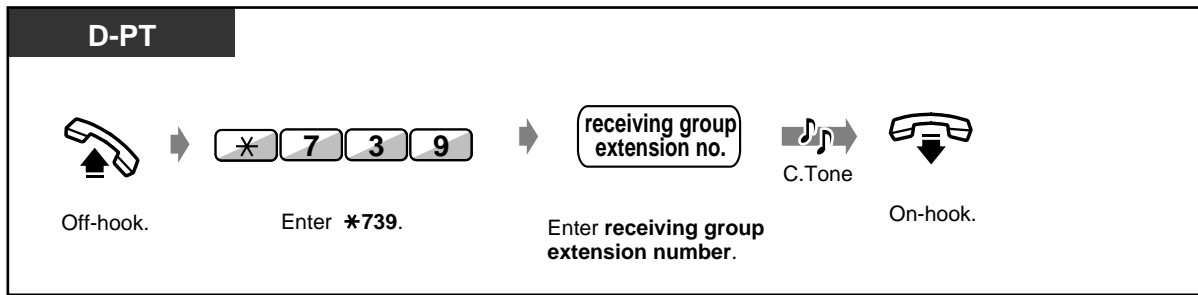 D-PT
* 7 3 9
receiving group
extension no.
C.Tone
Off-hook.
Enter *739.
Enter receiving group
extension number.
On-hook.